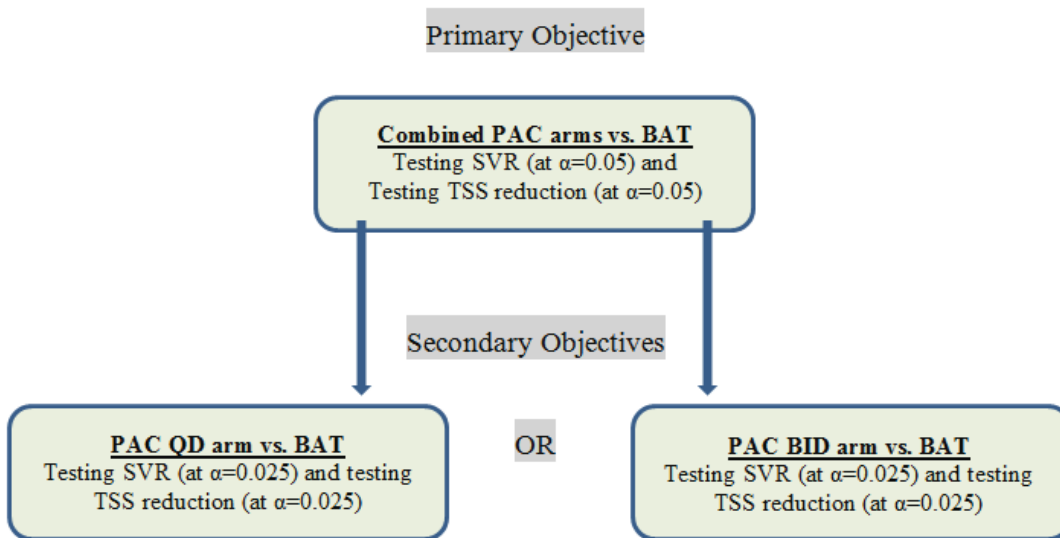 Primary Objective
Combined PAC arms vs. BAT
Testing SVR (at α=0.05) and
Testing TSS reduction (at α=0.05)
Secondary Objectives
PAC QD arm vs. BAT
Testing SVR (at α=0.025) and testing
TSS reduction (at α=0.025)
OR
PAC BID arm vs. BAT
Testing SVR (at α=0.025) and testing
TSS reduction (at α=0.025)